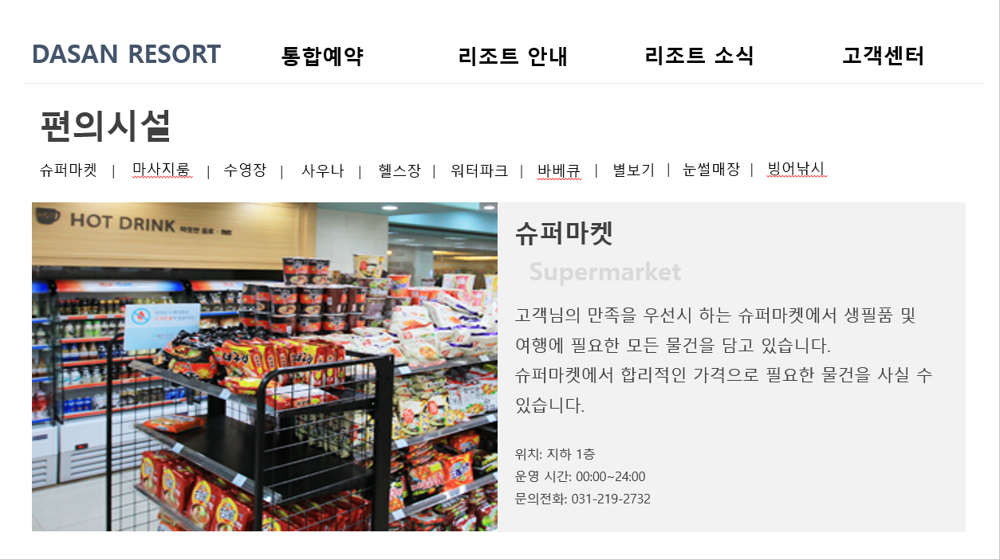 DASAN RESORT 통합예약 리조트 안내 리조트 소식 고객센터
편의시설
슈퍼마켓 | 마사지룸 | 수영장 | 사우나 | 헬스장 | 워터파크 | 바베큐 | 별보기 | 눈썰매장 | 빙어낚시
HOT DRINK
슈퍼마켓
Supermarket
고객님의 만족을 우선시 하는 슈퍼마켓에서 생필품 및
여행에 필요한 모든 물건을 담고 있습니다.
슈퍼마켓에서 합리적인 가격으로 필요한 물건을 사실 수
있습니다.
위치: 지하 1층
운영 시간: 00:00~24:00
문의전화: 031-219-2732